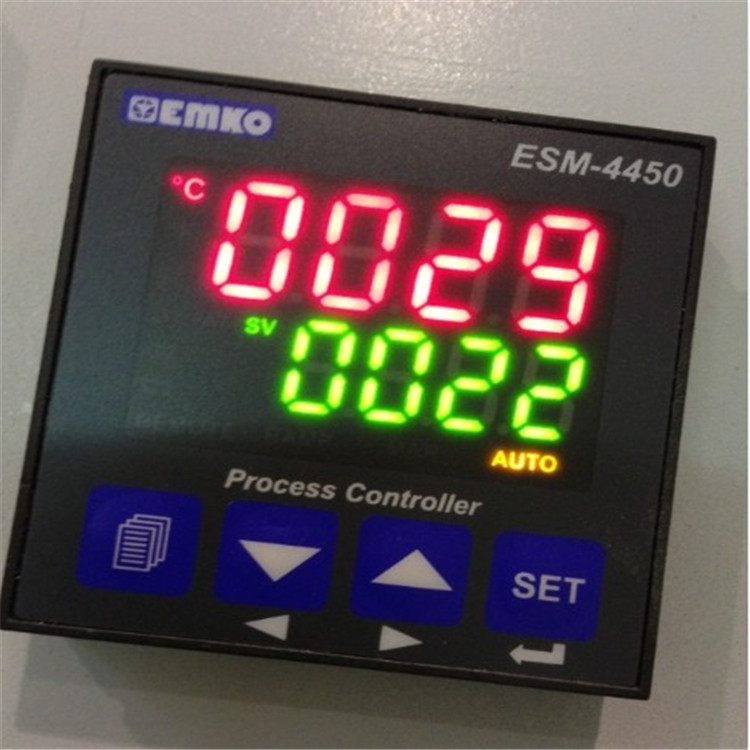 EMKO
ESM-4450
°C 0029
SV 0022
AUTO
Process Controller
SET